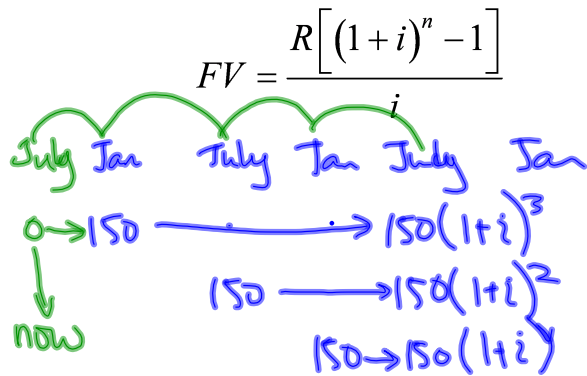 FV = R[(1+i)^n − 1] / i
July Jan July Jan July Jan
0 → 150 → 150(1+i)^3
150 → 150(1+i)^2
now
150 → 150(1+i)